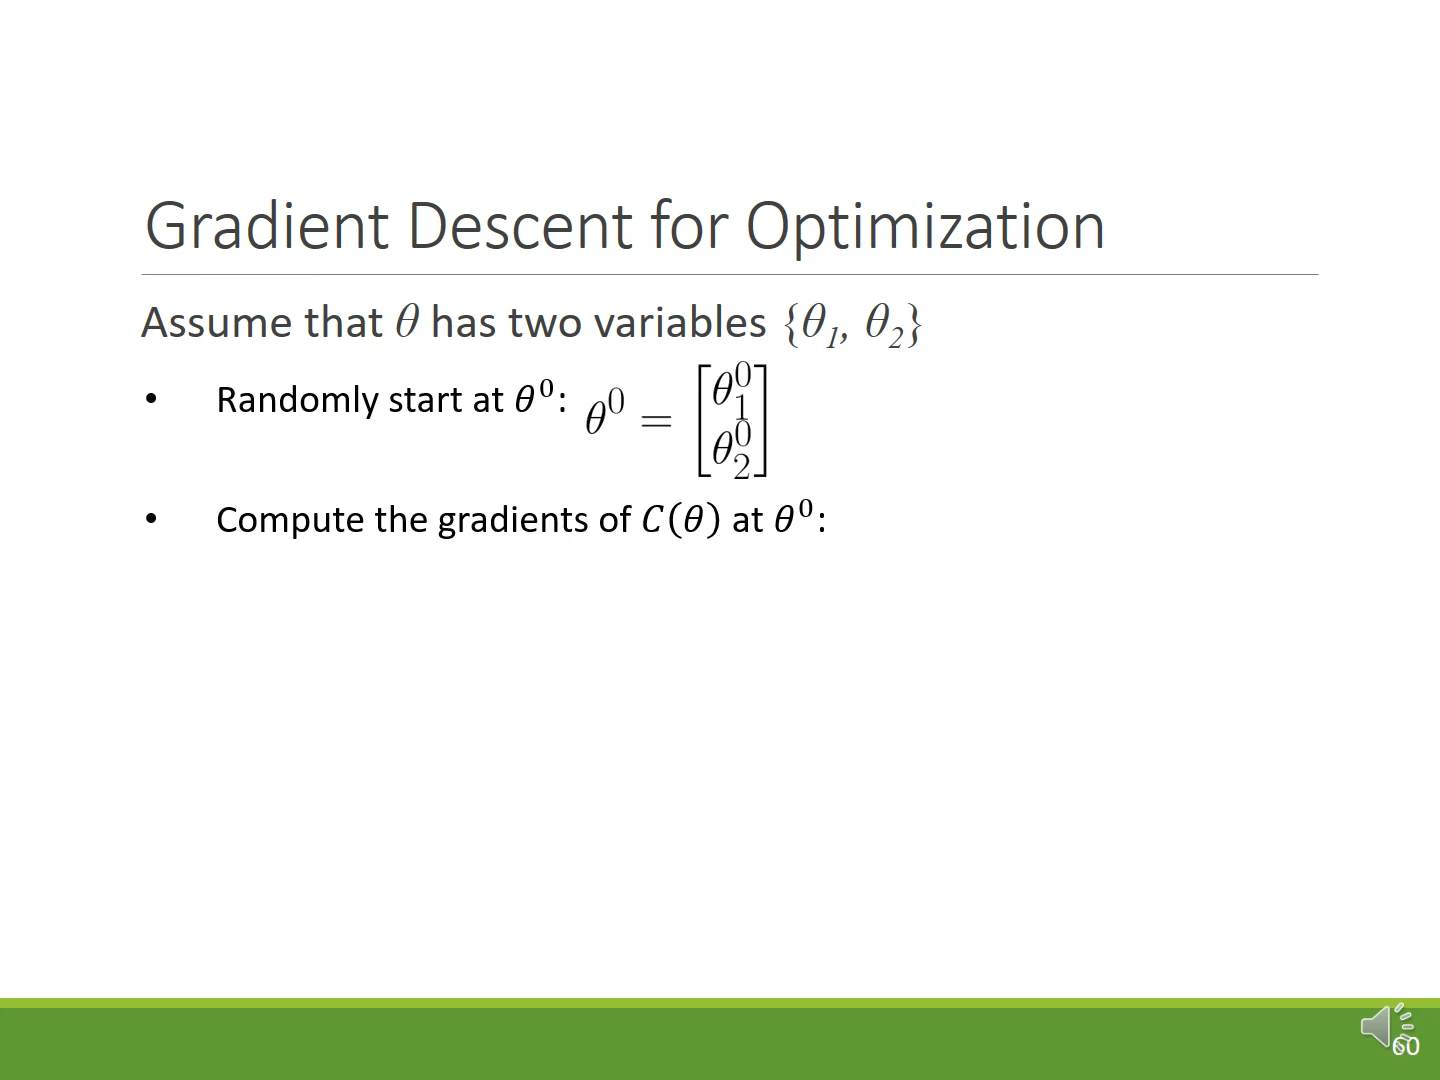 Gradient Descent for Optimization
Assume that θ has two variables {θ₁, θ₂}
• Randomly start at θ⁰: θ⁰ = [θ₁⁰ θ₂⁰]
• Compute the gradients of C(θ) at θ⁰:
60